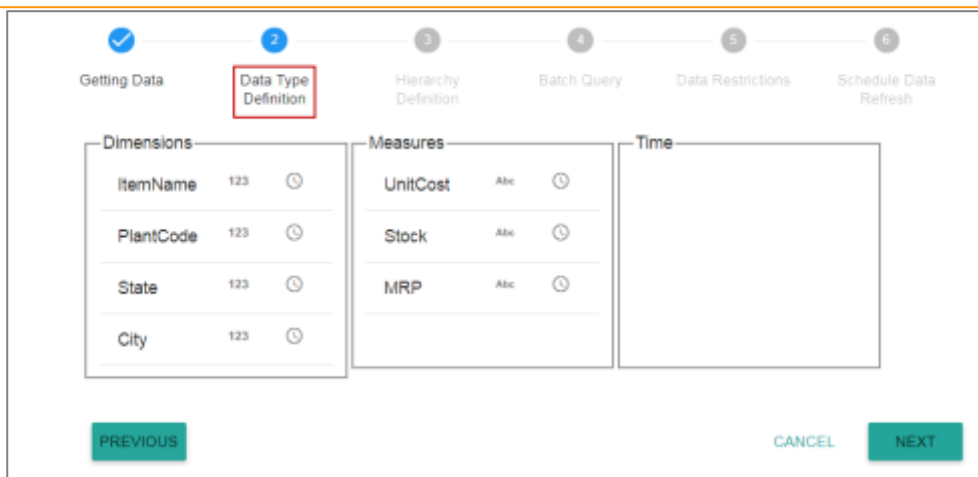 2 3 4 5 6
Getting Data Data Type Hierarchy Batch Query Data Restrictions Schedule Data
Definition Definition Refresh
Dimensions Measures Time
ItemName 123 UnitCost Abc
PlantCode 123 Stock Abc
State 123 MRP Abc
City 123
PREVIOUS CANCEL NEXT